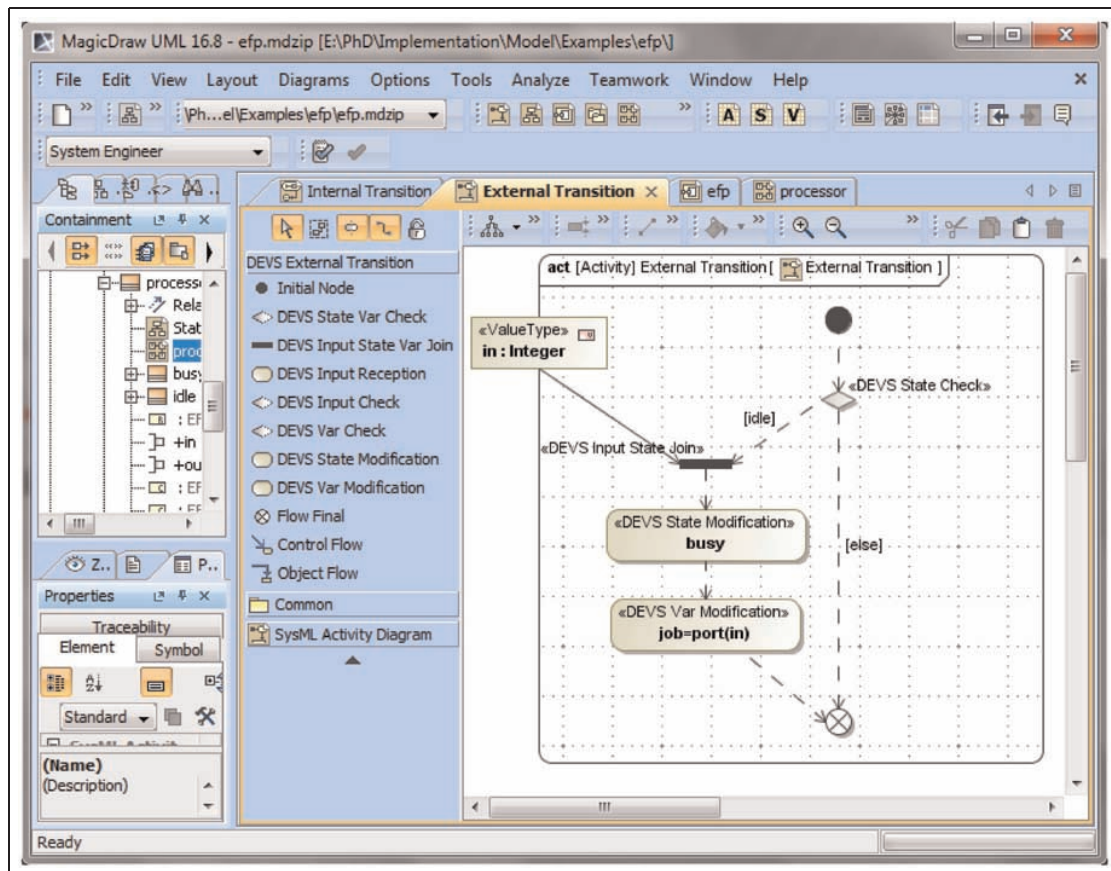 MagicDraw UML 16.8 - efp.mdzip [E:\PhD\Implementation\Model\Examples\efp\]
File Edit View Layout Diagrams Options Tools Analyze Teamwork Window Help
\Ph...el\Examples\efp\efp.mdzip
A S V
System Engineer
Internal Transition
External Transition
efp
processor
Containment
process
Rela
Stat
proc
busy
idle
: EF
+in
+ou
: EF
: EF
Z..
P..
Properties
Traceability
Element
Symbol
Standard
(Name)
(Description)
DEVS External Transition
Initial Node
DEVS State Var Check
DEVS Input State Var Join
DEVS Input Reception
DEVS Input Check
DEVS Var Check
DEVS State Modification
DEVS Var Modification
Flow Final
Control Flow
Object Flow
Common
SysML Activity Diagram
act [Activity] External Transition [ External Transition ]
«ValueType»
in : Integer
«DEVS State Check»
[idle]
«DEVS Input State Join»
«DEVS State Modification»
busy
[else]
«DEVS Var Modification»
job=port(in)
Ready